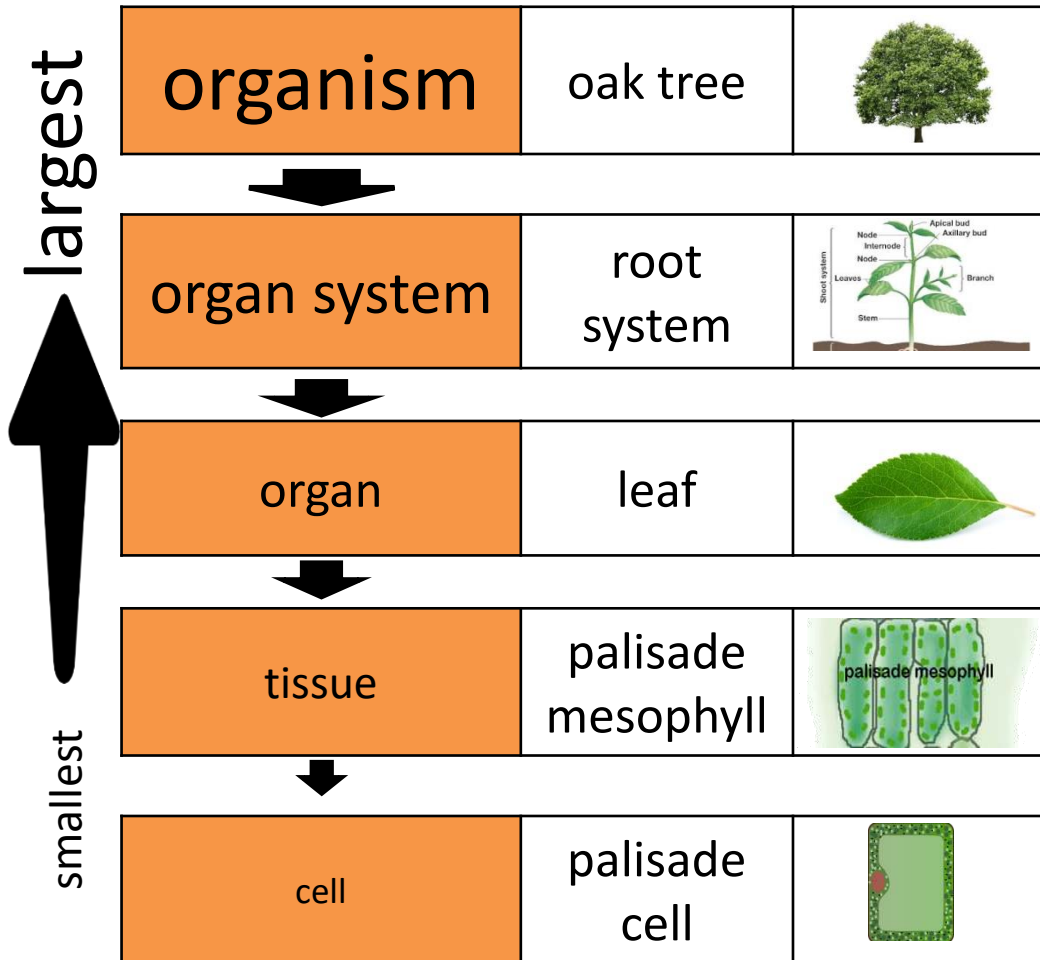 largest
smallest
organism
oak tree
organ system
root
system
Apical bud
Axillary bud
Node
Internode
Node
Leaves
Branch
Stem
Shoot system
organ
leaf
tissue
palisade
mesophyll
palisade mesophyll
cell
palisade
cell